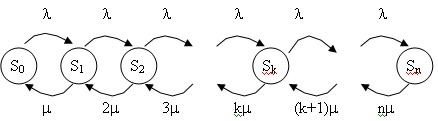 λ λ λ λ λ λ
S0 S1 S2 Sk Sn
μ 2μ 3μ kμ (k+1)μ nμ